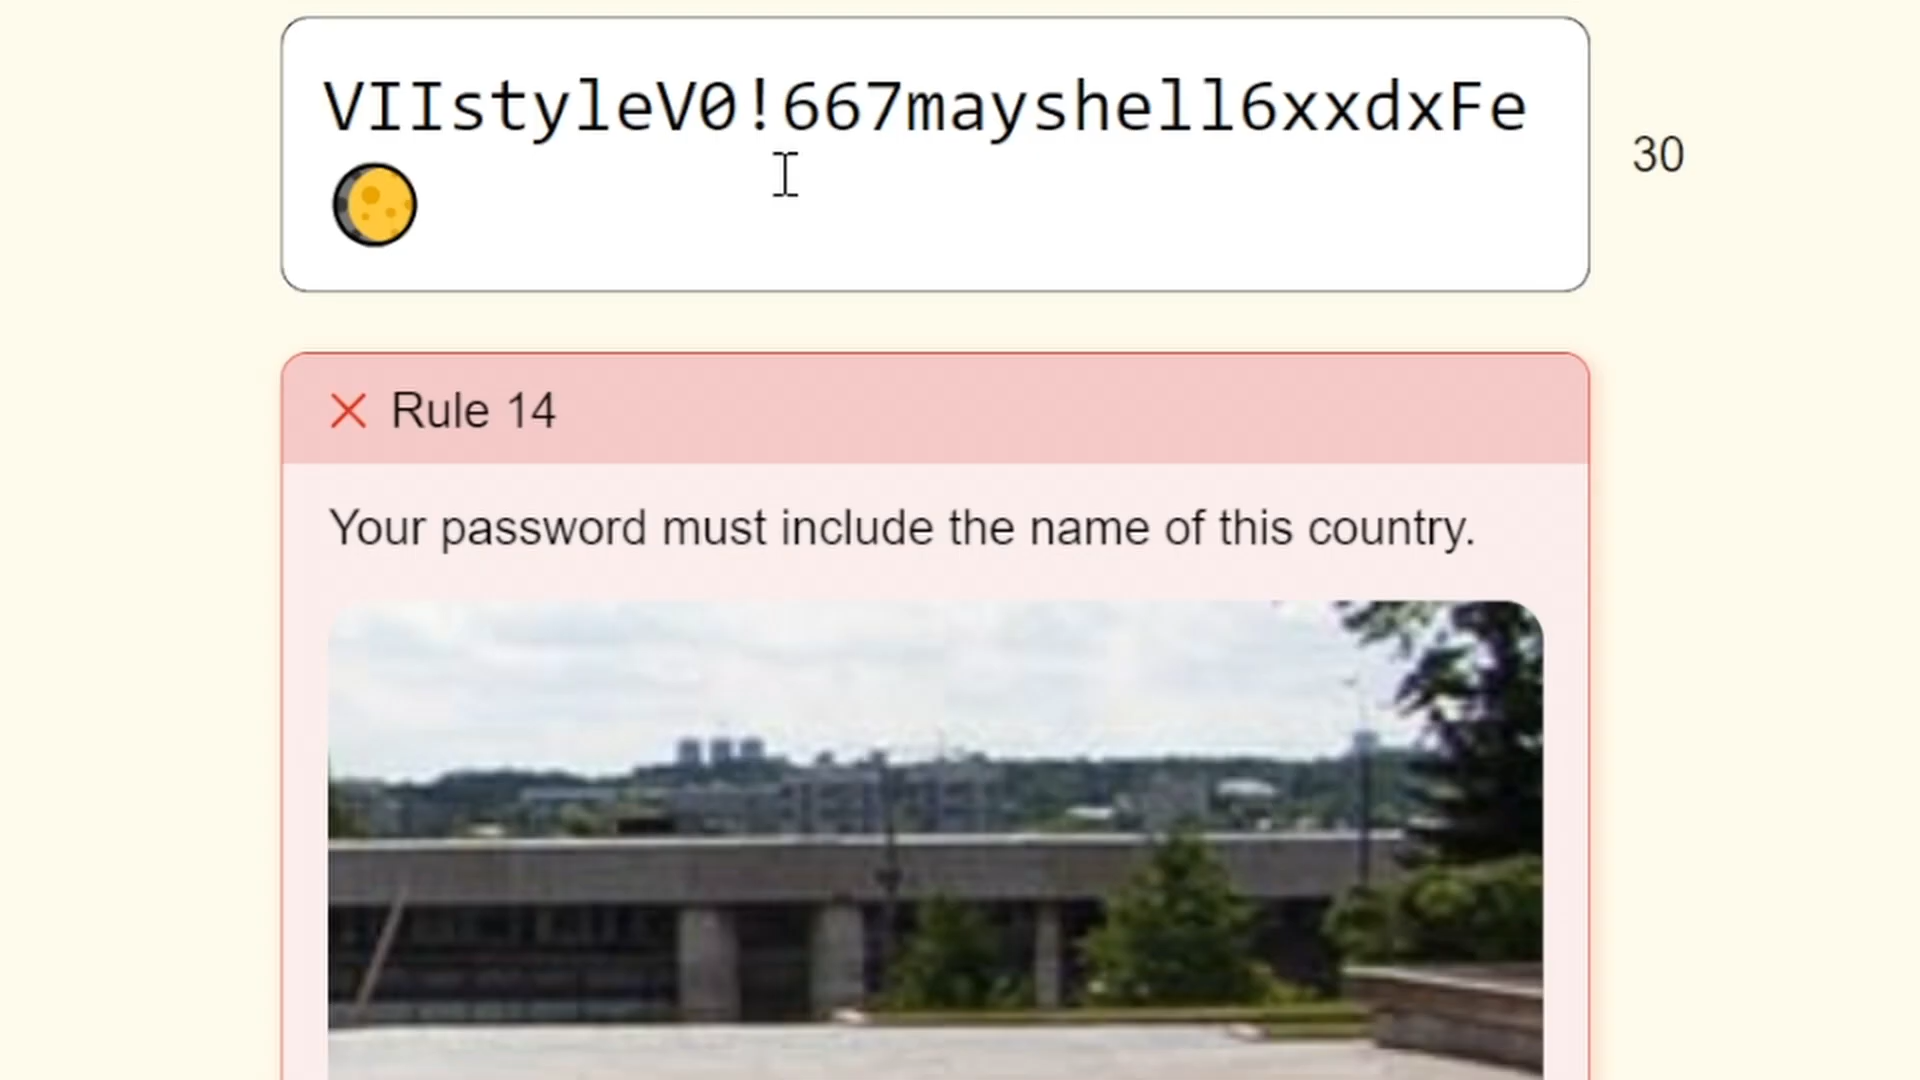 VIIstyleV0!667mayshell6xxdxFe
🌔
30
Rule 14
Your password must include the name of this country.